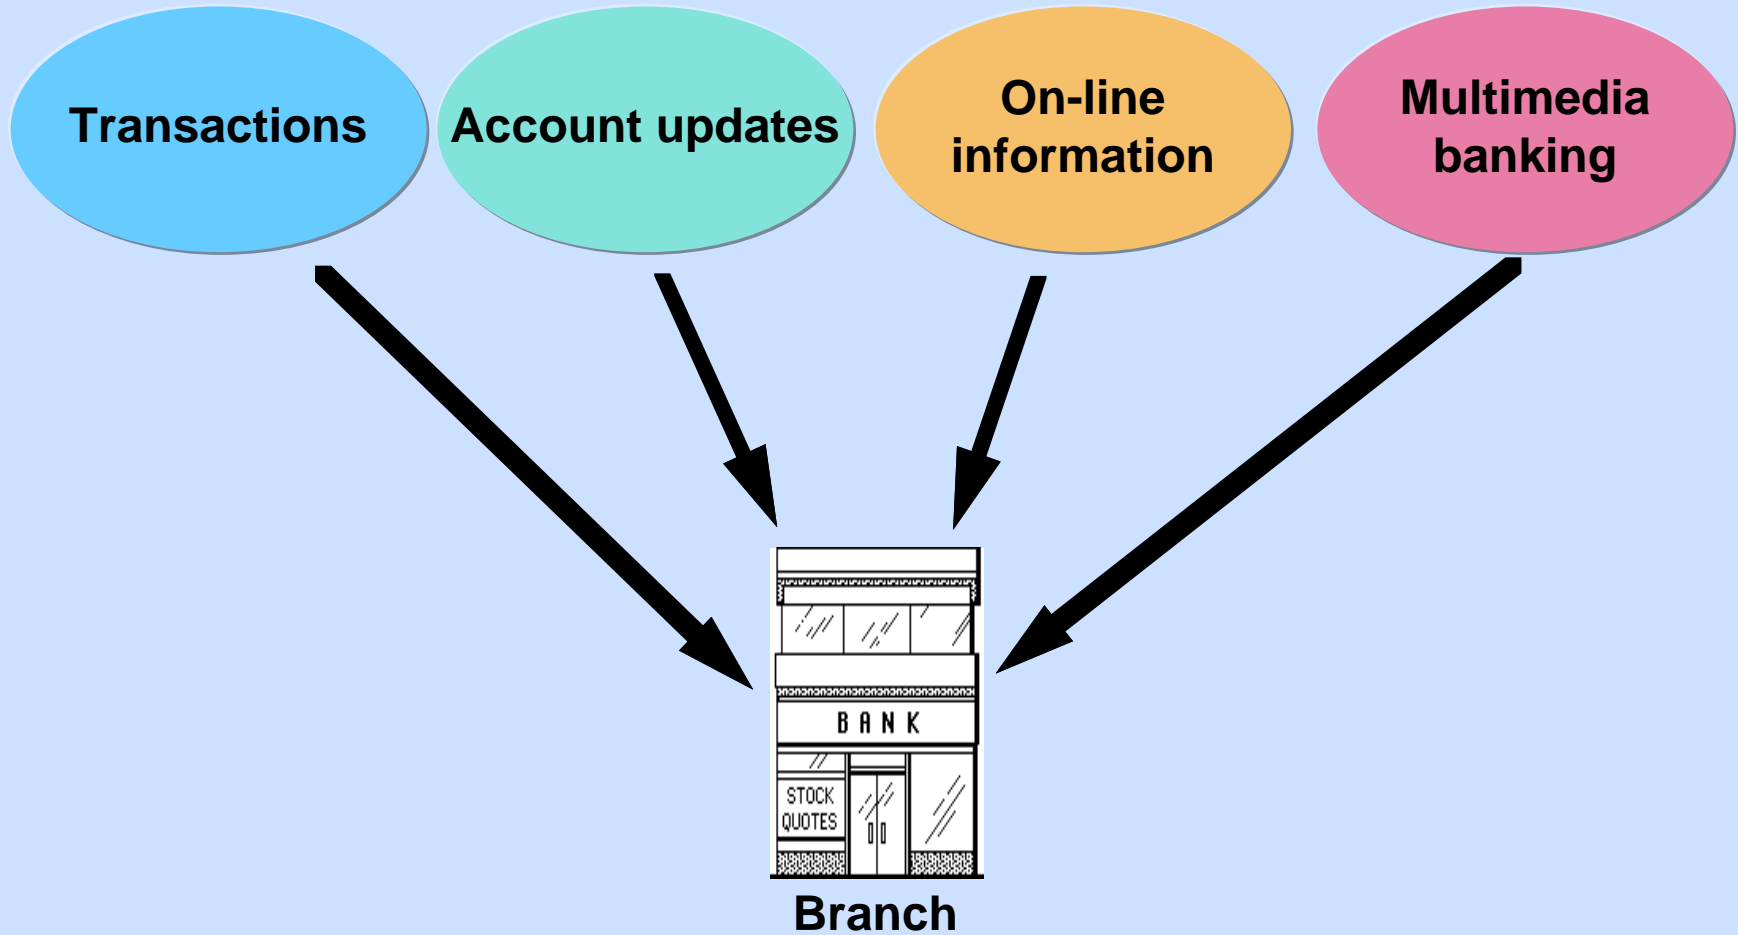 Transactions
Account updates
On-line
information
Multimedia
banking
BANK
STOCK
QUOTES
Branch